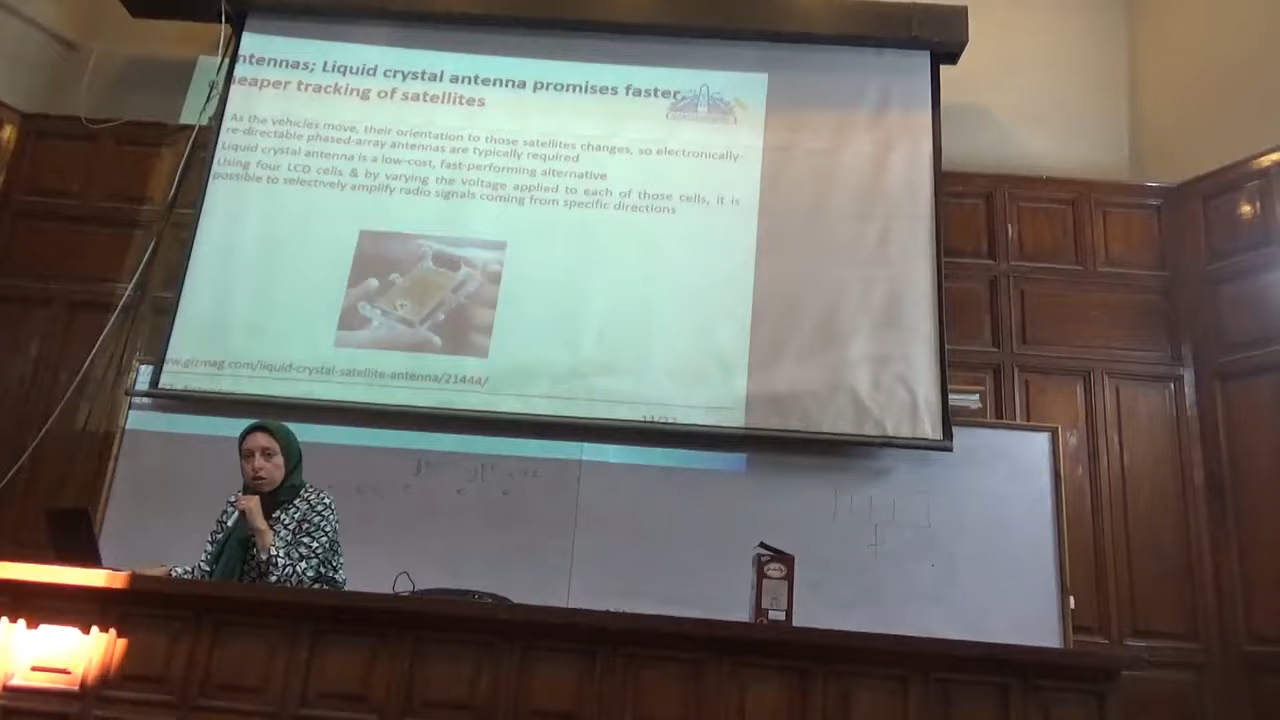 ntennas; Liquid crystal antenna promises faster
heaper tracking of satellites
As the vehicles move, their orientation to those satellites changes, so electronically-
re-directable phased-array antennas are typically required
Liquid crystal antenna is a low-cost, fast-performing alternative
Using four LCD cells & by varying the voltage applied to each of those cells, it is
possible to selectively amplify radio signals coming from specific directions
ww.gizmag.com/liquid-crystal-satellite-antenna/21444/